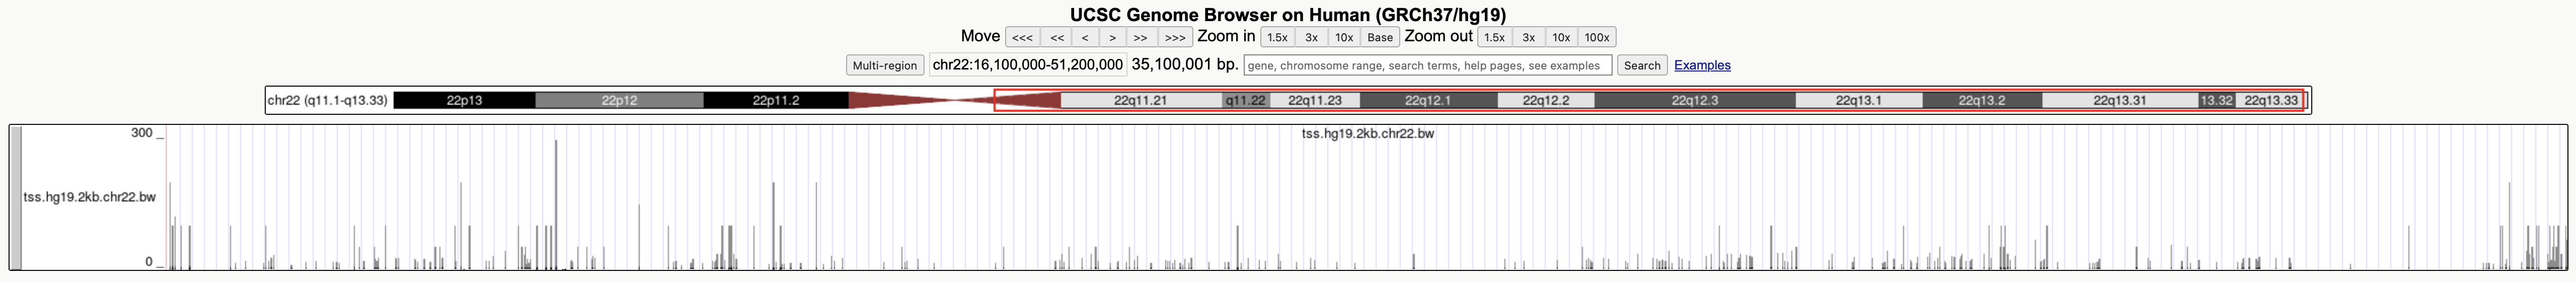 UCSC Genome Browser on Human (GRCh37/hg19)
Move <<< << < > >> >>> Zoom in 1.5x 3x 10x Base Zoom out 1.5x 3x 10x 100x
Multi-region chr22:16,100,000-51,200,000 35,100,001 bp. gene, chromosome range, search terms, help pages, see examples Search Examples
chr22 (q11.1-q13.33) 22p13 22p12 22p11.2 22q11.21 q11.22 22q11.23 22q12.1 22q12.2 22q12.3 22q13.1 22q13.2 22q13.31 13.32 22q13.33
300 _ tss.hg19.2kb.chr22.bw
tss.hg19.2kb.chr22.bw
0 _